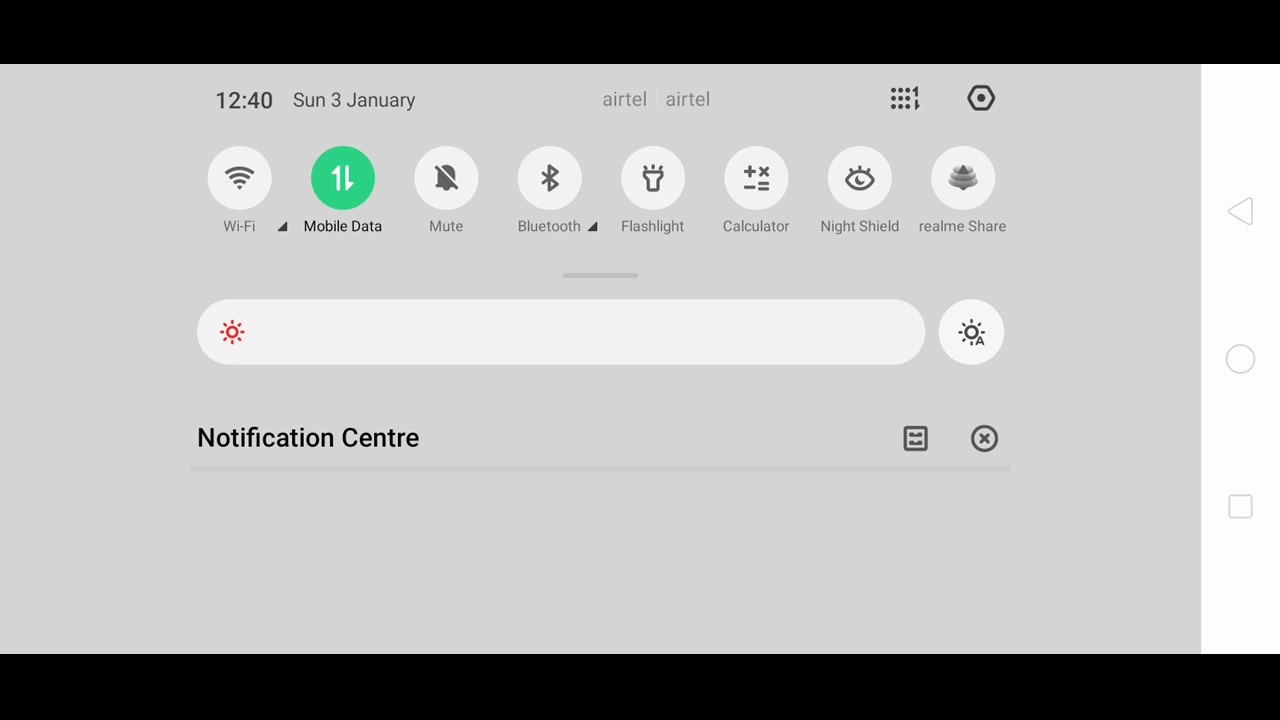 12:40 Sun 3 January airtel airtel
Wi-Fi Mobile Data Mute Bluetooth Flashlight Calculator Night Shield realme Share
Notification Centre